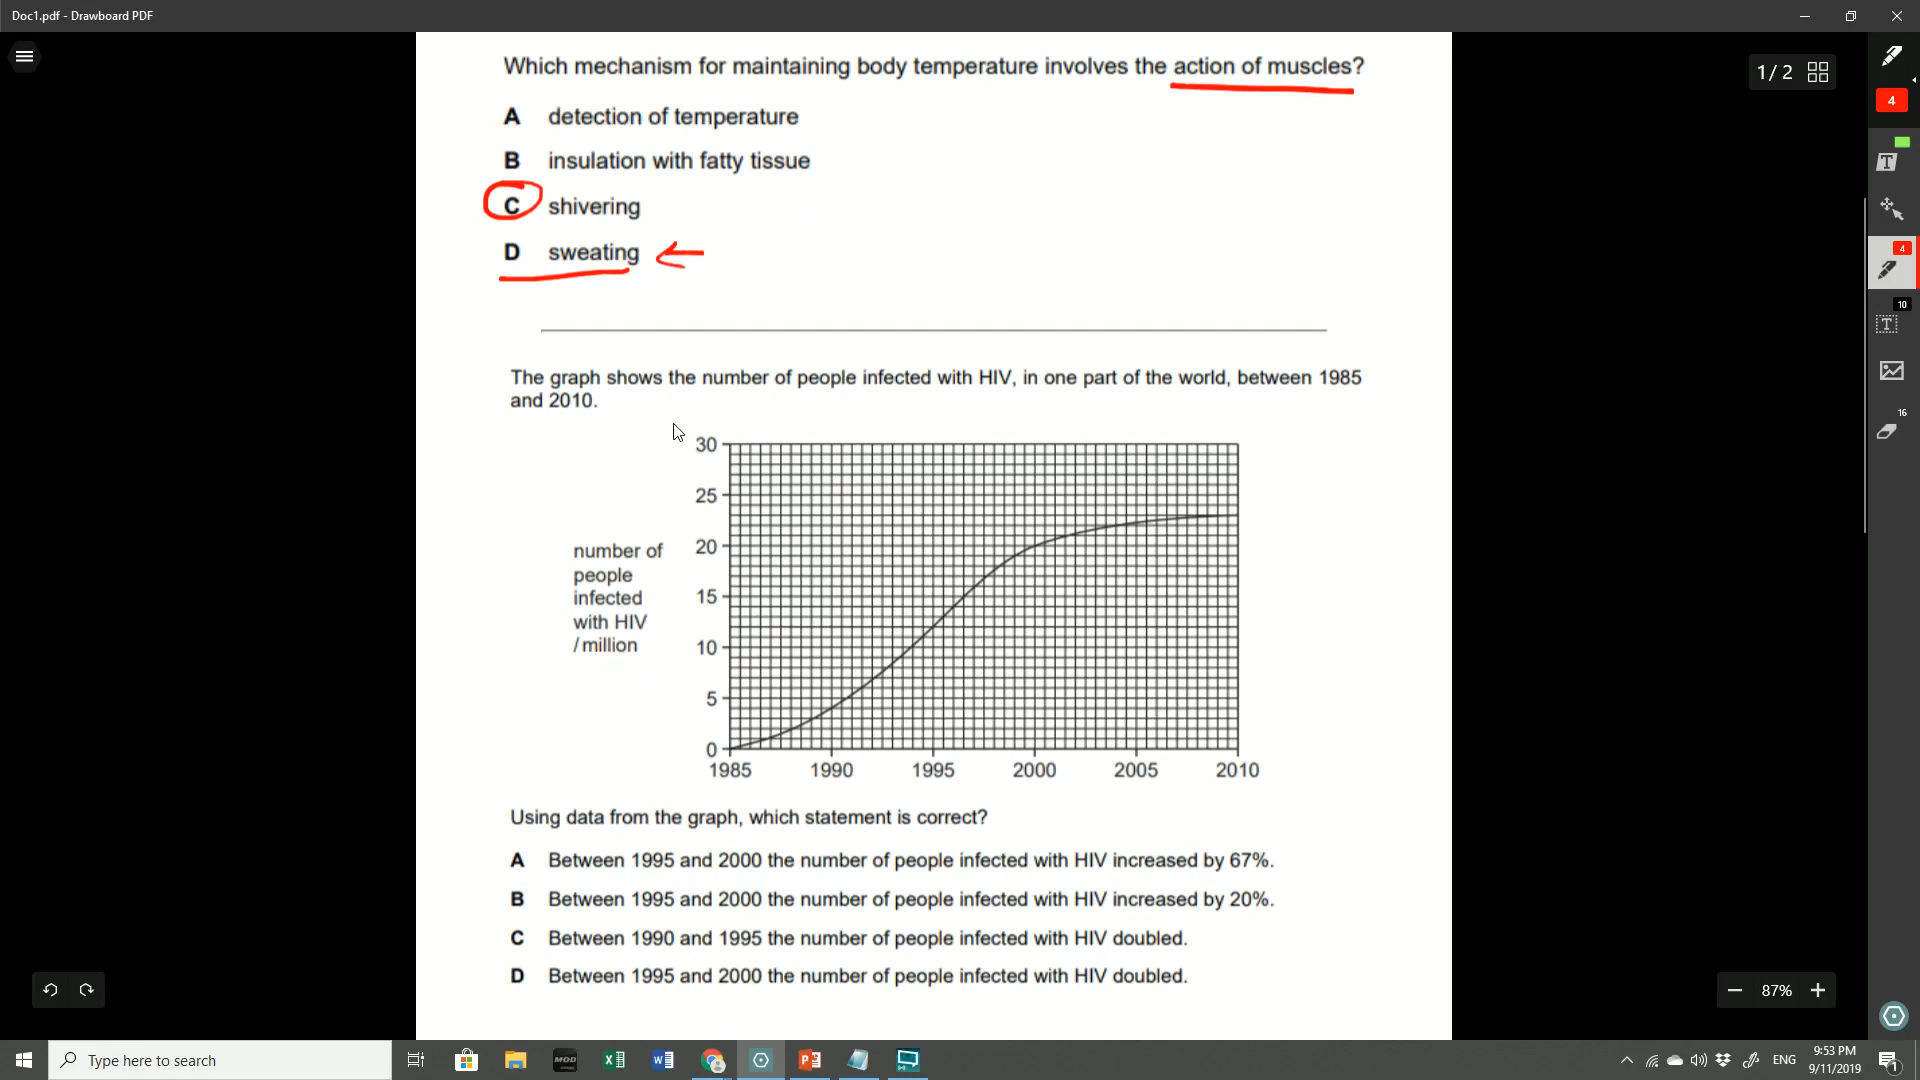 Doc1.pdf - Drawboard PDF
1 / 2
Which mechanism for maintaining body temperature involves the action of muscles?
A detection of temperature
B insulation with fatty tissue
C shivering
D sweating
The graph shows the number of people infected with HIV, in one part of the world, between 1985
and 2010.
30
25
20
15
10
5
0
number of
people
infected
with HIV
/ million
1985 1990 1995 2000 2005 2010
Using data from the graph, which statement is correct?
A Between 1995 and 2000 the number of people infected with HIV increased by 67%.
B Between 1995 and 2000 the number of people infected with HIV increased by 20%.
C Between 1990 and 1995 the number of people infected with HIV doubled.
D Between 1995 and 2000 the number of people infected with HIV doubled.
4
T
4
10
T
16
87%
Type here to search
MOD
ENG
9:53 PM
9/11/2019
1